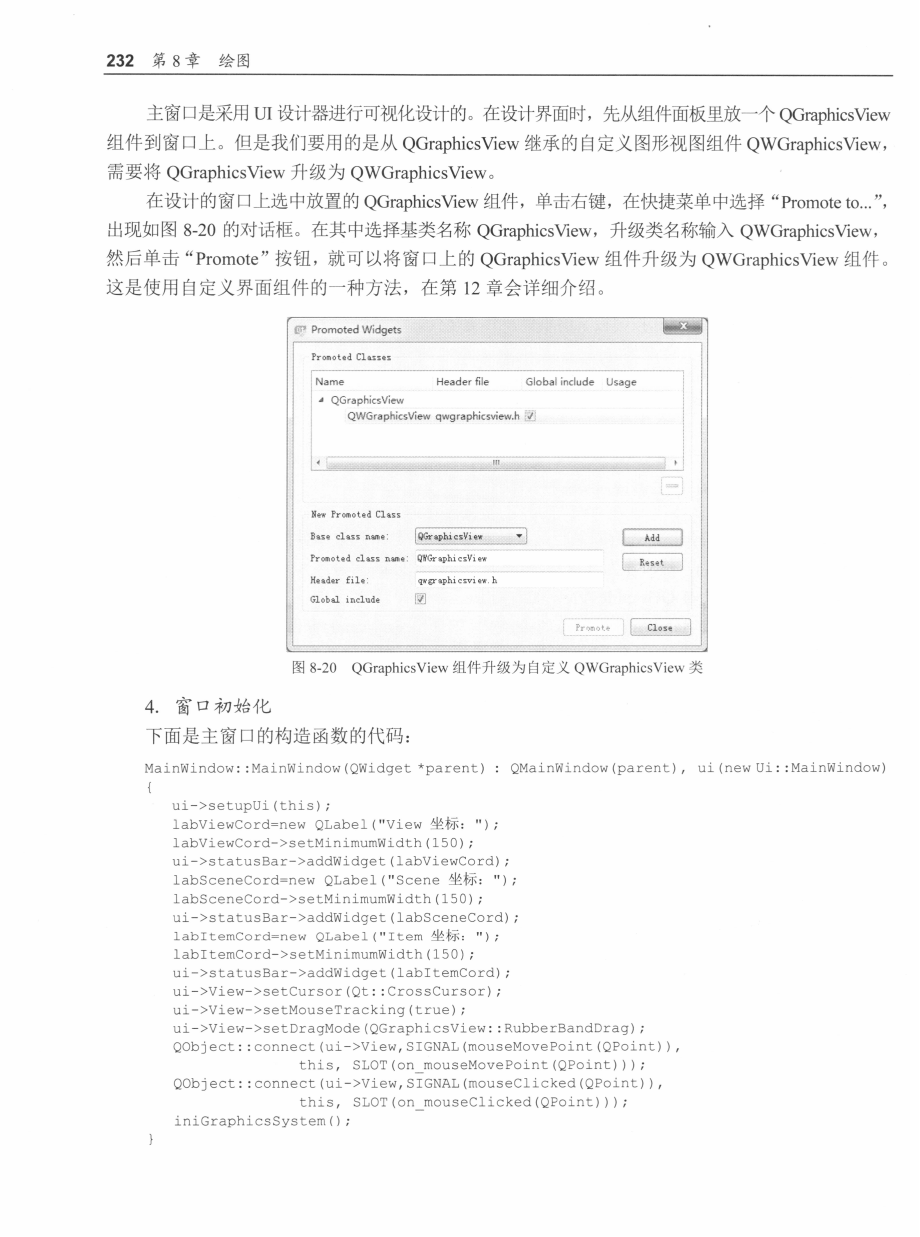 232 第 8 章 绘图
主窗口是采用 UI 设计器进行可视化设计的。在设计界面时，先从组件面板里放一个 QGraphicsView
组件到窗口上。但是我们要用的是从 QGraphicsView 继承的自定义图形视图组件 QWGraphicsView，
需要将 QGraphicsView 升级为 QWGraphicsView。
在设计的窗口上选中放置的 QGraphicsView 组件，单击右键，在快捷菜单中选择“Promote to...”，
出现如图 8-20 的对话框。在其中选择基类名称 QGraphicsView，升级类名称输入 QWGraphicsView，
然后单击“Promote”按钮，就可以将窗口上的 QGraphicsView 组件升级为 QWGraphicsView 组件。
这是使用自定义界面组件的一种方法，在第 12 章会详细介绍。
Promoted Widgets
Promoted Classes
Name Header file Global include Usage
QGraphicsView
QWGraphicsView qwgraphicsview.h
New Promoted Class
Base class name: QGraphicsView Add
Promoted class name: QWGraphicsView Reset
Header file: qwgraphicsview.h
Global include
Promote Close
图 8-20 QGraphicsView 组件升级为自定义 QWGraphicsView 类
4. 窗口初始化
下面是主窗口的构造函数的代码：
MainWindow::MainWindow(QWidget *parent) : QMainWindow(parent), ui(new Ui::MainWindow)
{
ui->setupUi(this);
labViewCord=new QLabel("View 坐标：");
labViewCord->setMinimumWidth(150);
ui->statusBar->addWidget(labViewCord);
labSceneCord=new QLabel("Scene 坐标：");
labSceneCord->setMinimumWidth(150);
ui->statusBar->addWidget(labSceneCord);
labItemCord=new QLabel("Item 坐标：");
labItemCord->setMinimumWidth(150);
ui->statusBar->addWidget(labItemCord);
ui->View->setCursor(Qt::CrossCursor);
ui->View->setMouseTracking(true);
ui->View->setDragMode(QGraphicsView::RubberBandDrag);
QObject::connect(ui->View,SIGNAL(mouseMovePoint(QPoint)),
this, SLOT(on_mouseMovePoint(QPoint)));
QObject::connect(ui->View,SIGNAL(mouseClicked(QPoint)),
this, SLOT(on_mouseClicked(QPoint)));
iniGraphicsSystem();
}